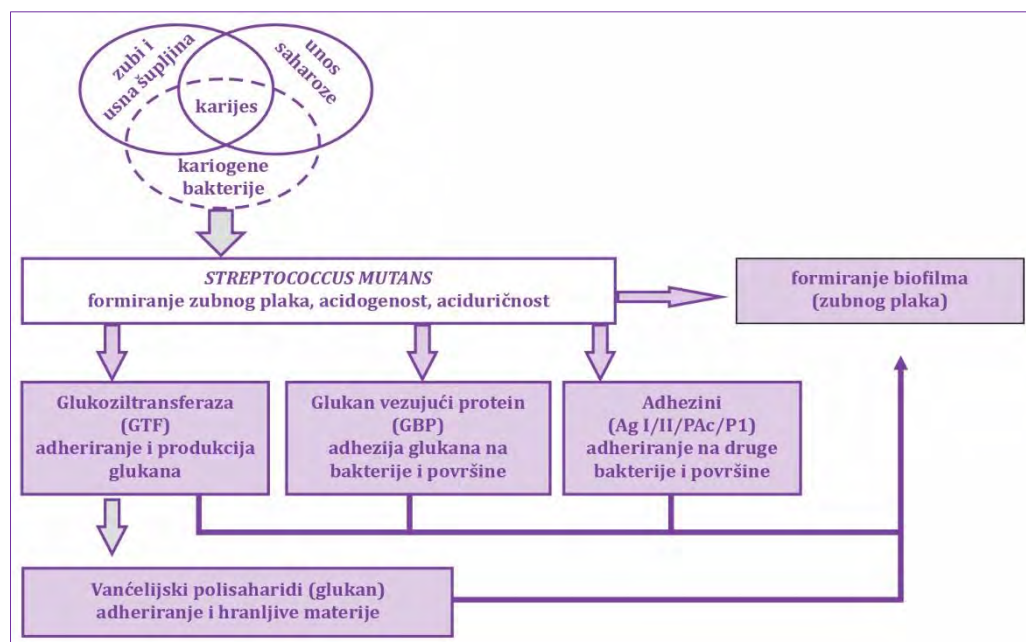 zubi i
usna šupljina
unos
saharoze
karijes
kariogene
bakterije
STREPTOCOCCUS MUTANS
formiranje zubnog plaka, acidogenost, aciduričnost
formiranje biofilma
(zubnog plaka)
Glukoziltransferaza
(GTF)
adheriranje i produkcija
glukana
Glukan vezujući protein
(GBP)
adhezija glukana na
bakterije i površine
Adhezini
(Ag I/II/PAc/P1)
adheriranje na druge
bakterije i površine
Vanćelijski polisaharidi (glukan)
adheriranje i hranljive materije